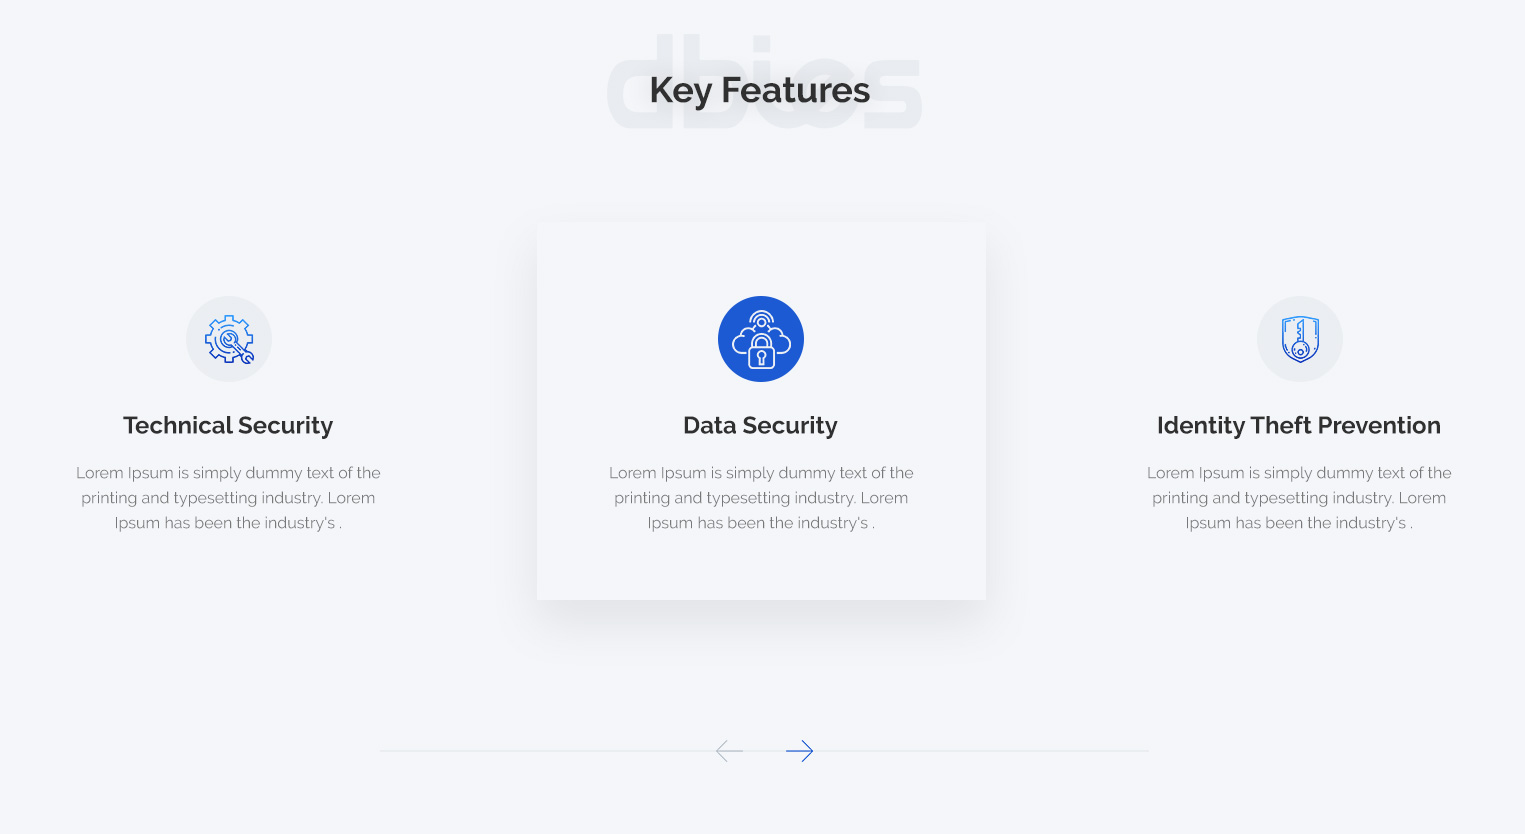 dbios
Key Features
Technical Security
Lorem Ipsum is simply dummy text of the
printing and typesetting industry. Lorem
Ipsum has been the industry's .
Data Security
Lorem Ipsum is simply dummy text of the
printing and typesetting industry. Lorem
Ipsum has been the industry's .
Identity Theft Prevention
Lorem Ipsum is simply dummy text of the
printing and typesetting industry. Lorem
Ipsum has been the industry's .